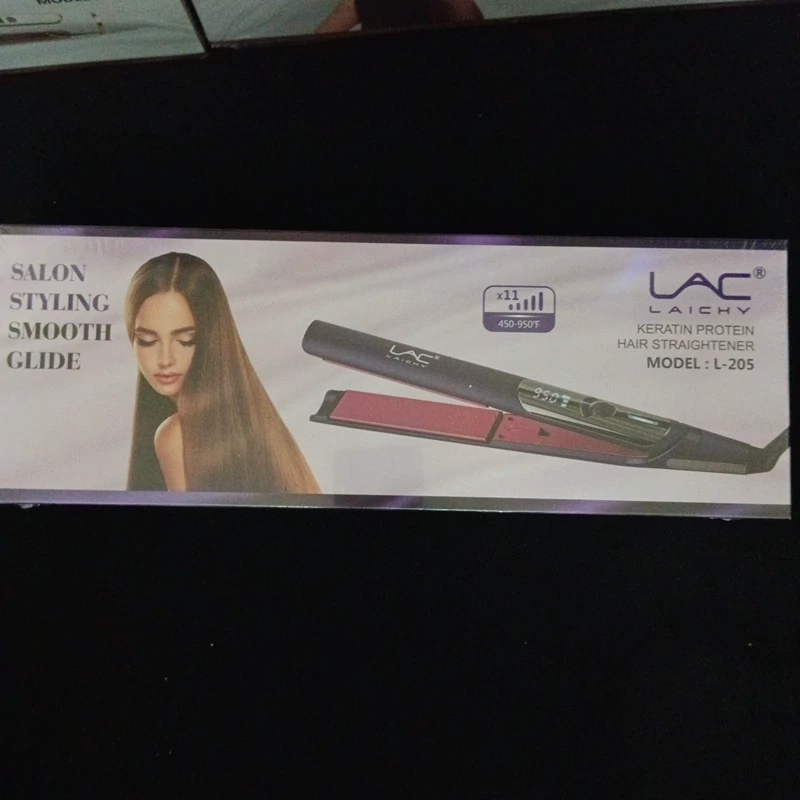 SALON
STYLING
SMOOTH
GLIDE
x11
450-950°F
LAC®
LAICHY
KERATIN PROTEIN
HAIR STRAIGHTENER
MODEL : L-205
LAC
LAICHY
950